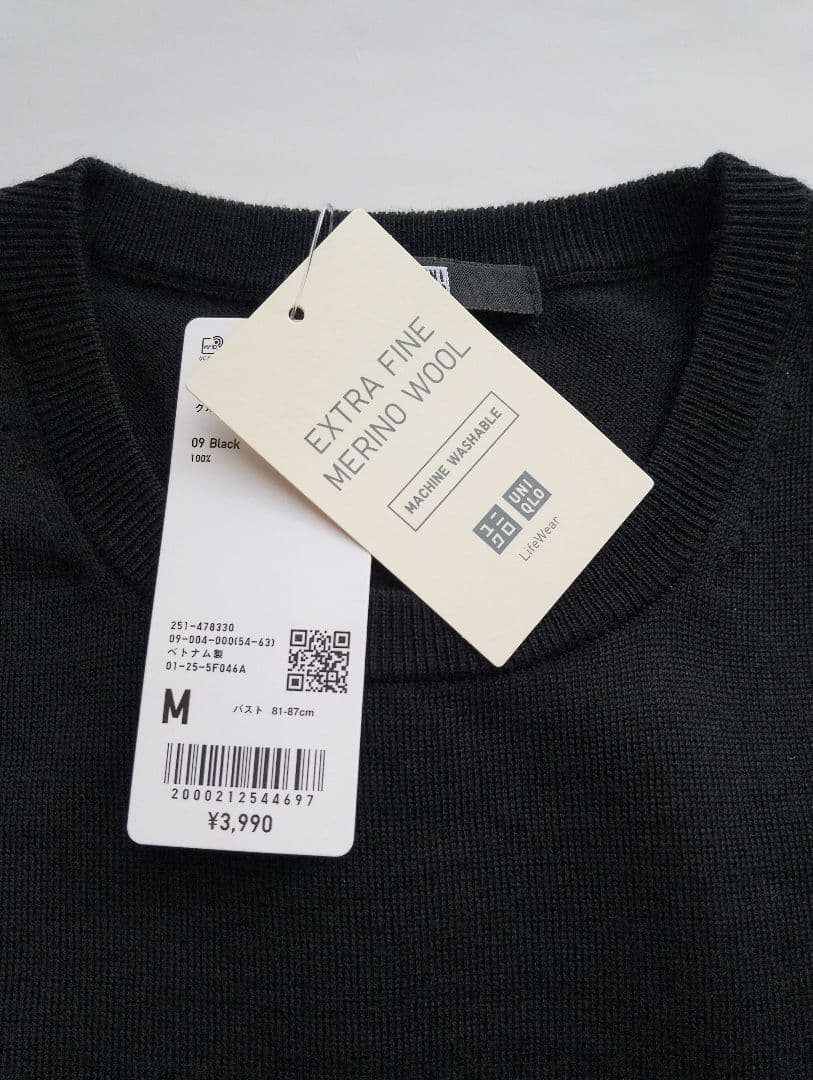 EXTRA FINE
MERINO WOOL
MACHINE WASHABLE
ユニ
クロ
UNI
QLO
LifeWear
09 Black
100%
251-478330
09-004-000(54-63)
ベトナム製
01-25-5F046A
M バスト 81-87cm
2000212544697
¥3,990